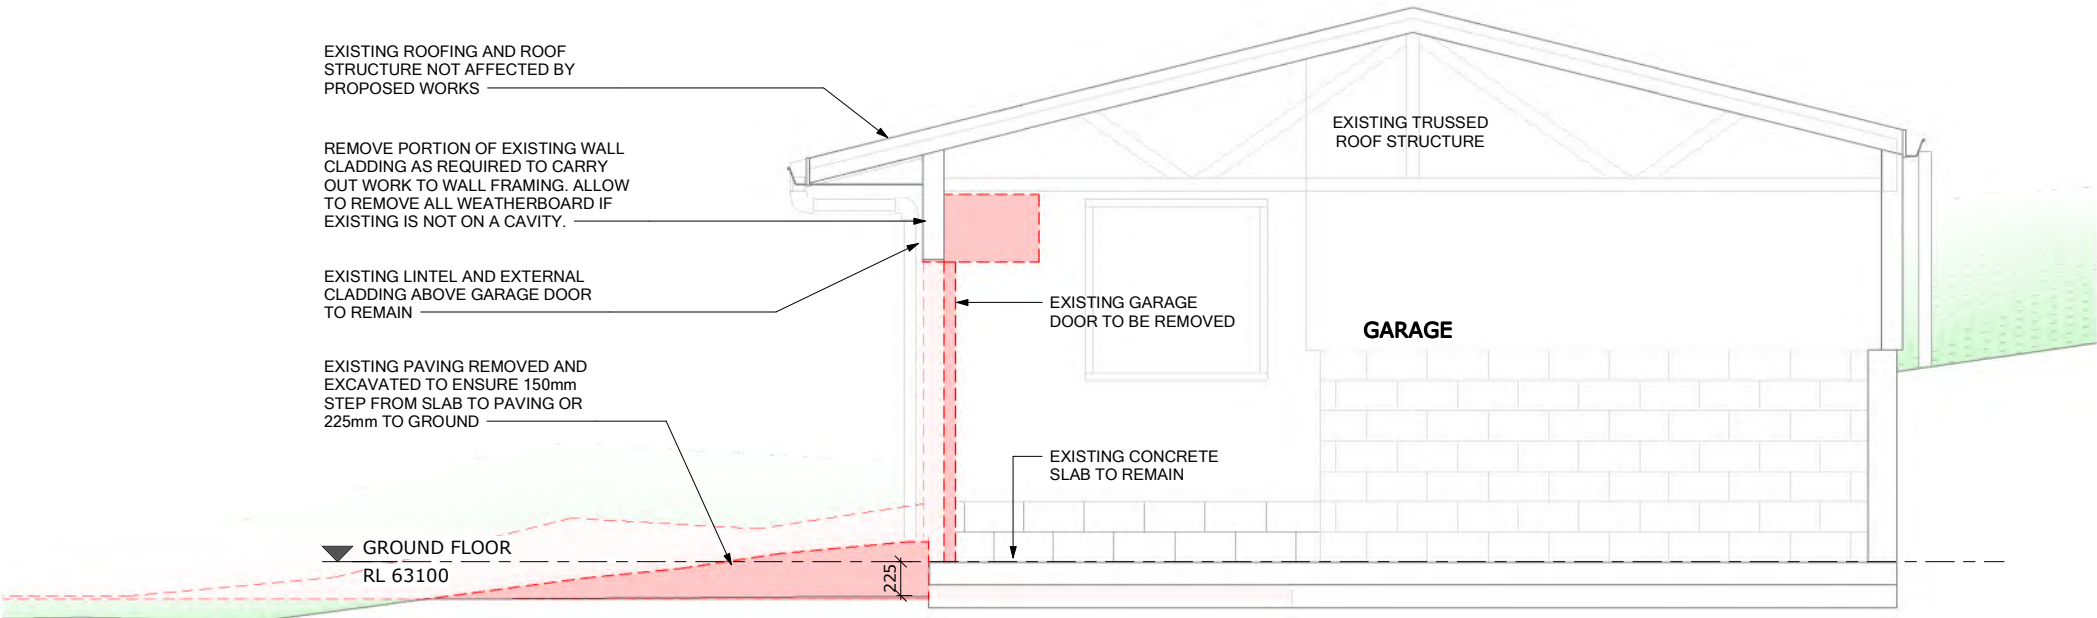 EXISTING ROOFING AND ROOF
STRUCTURE NOT AFFECTED BY
PROPOSED WORKS
REMOVE PORTION OF EXISTING WALL
CLADDING AS REQUIRED TO CARRY
OUT WORK TO WALL FRAMING. ALLOW
TO REMOVE ALL WEATHERBOARD IF
EXISTING IS NOT ON A CAVITY.
EXISTING LINTEL AND EXTERNAL
CLADDING ABOVE GARAGE DOOR
TO REMAIN
EXISTING PAVING REMOVED AND
EXCAVATED TO ENSURE 150mm
STEP FROM SLAB TO PAVING OR
225mm TO GROUND
GROUND FLOOR
RL 63100
225
EXISTING TRUSSED
ROOF STRUCTURE
EXISTING GARAGE
DOOR TO BE REMOVED
GARAGE
EXISTING CONCRETE
SLAB TO REMAIN